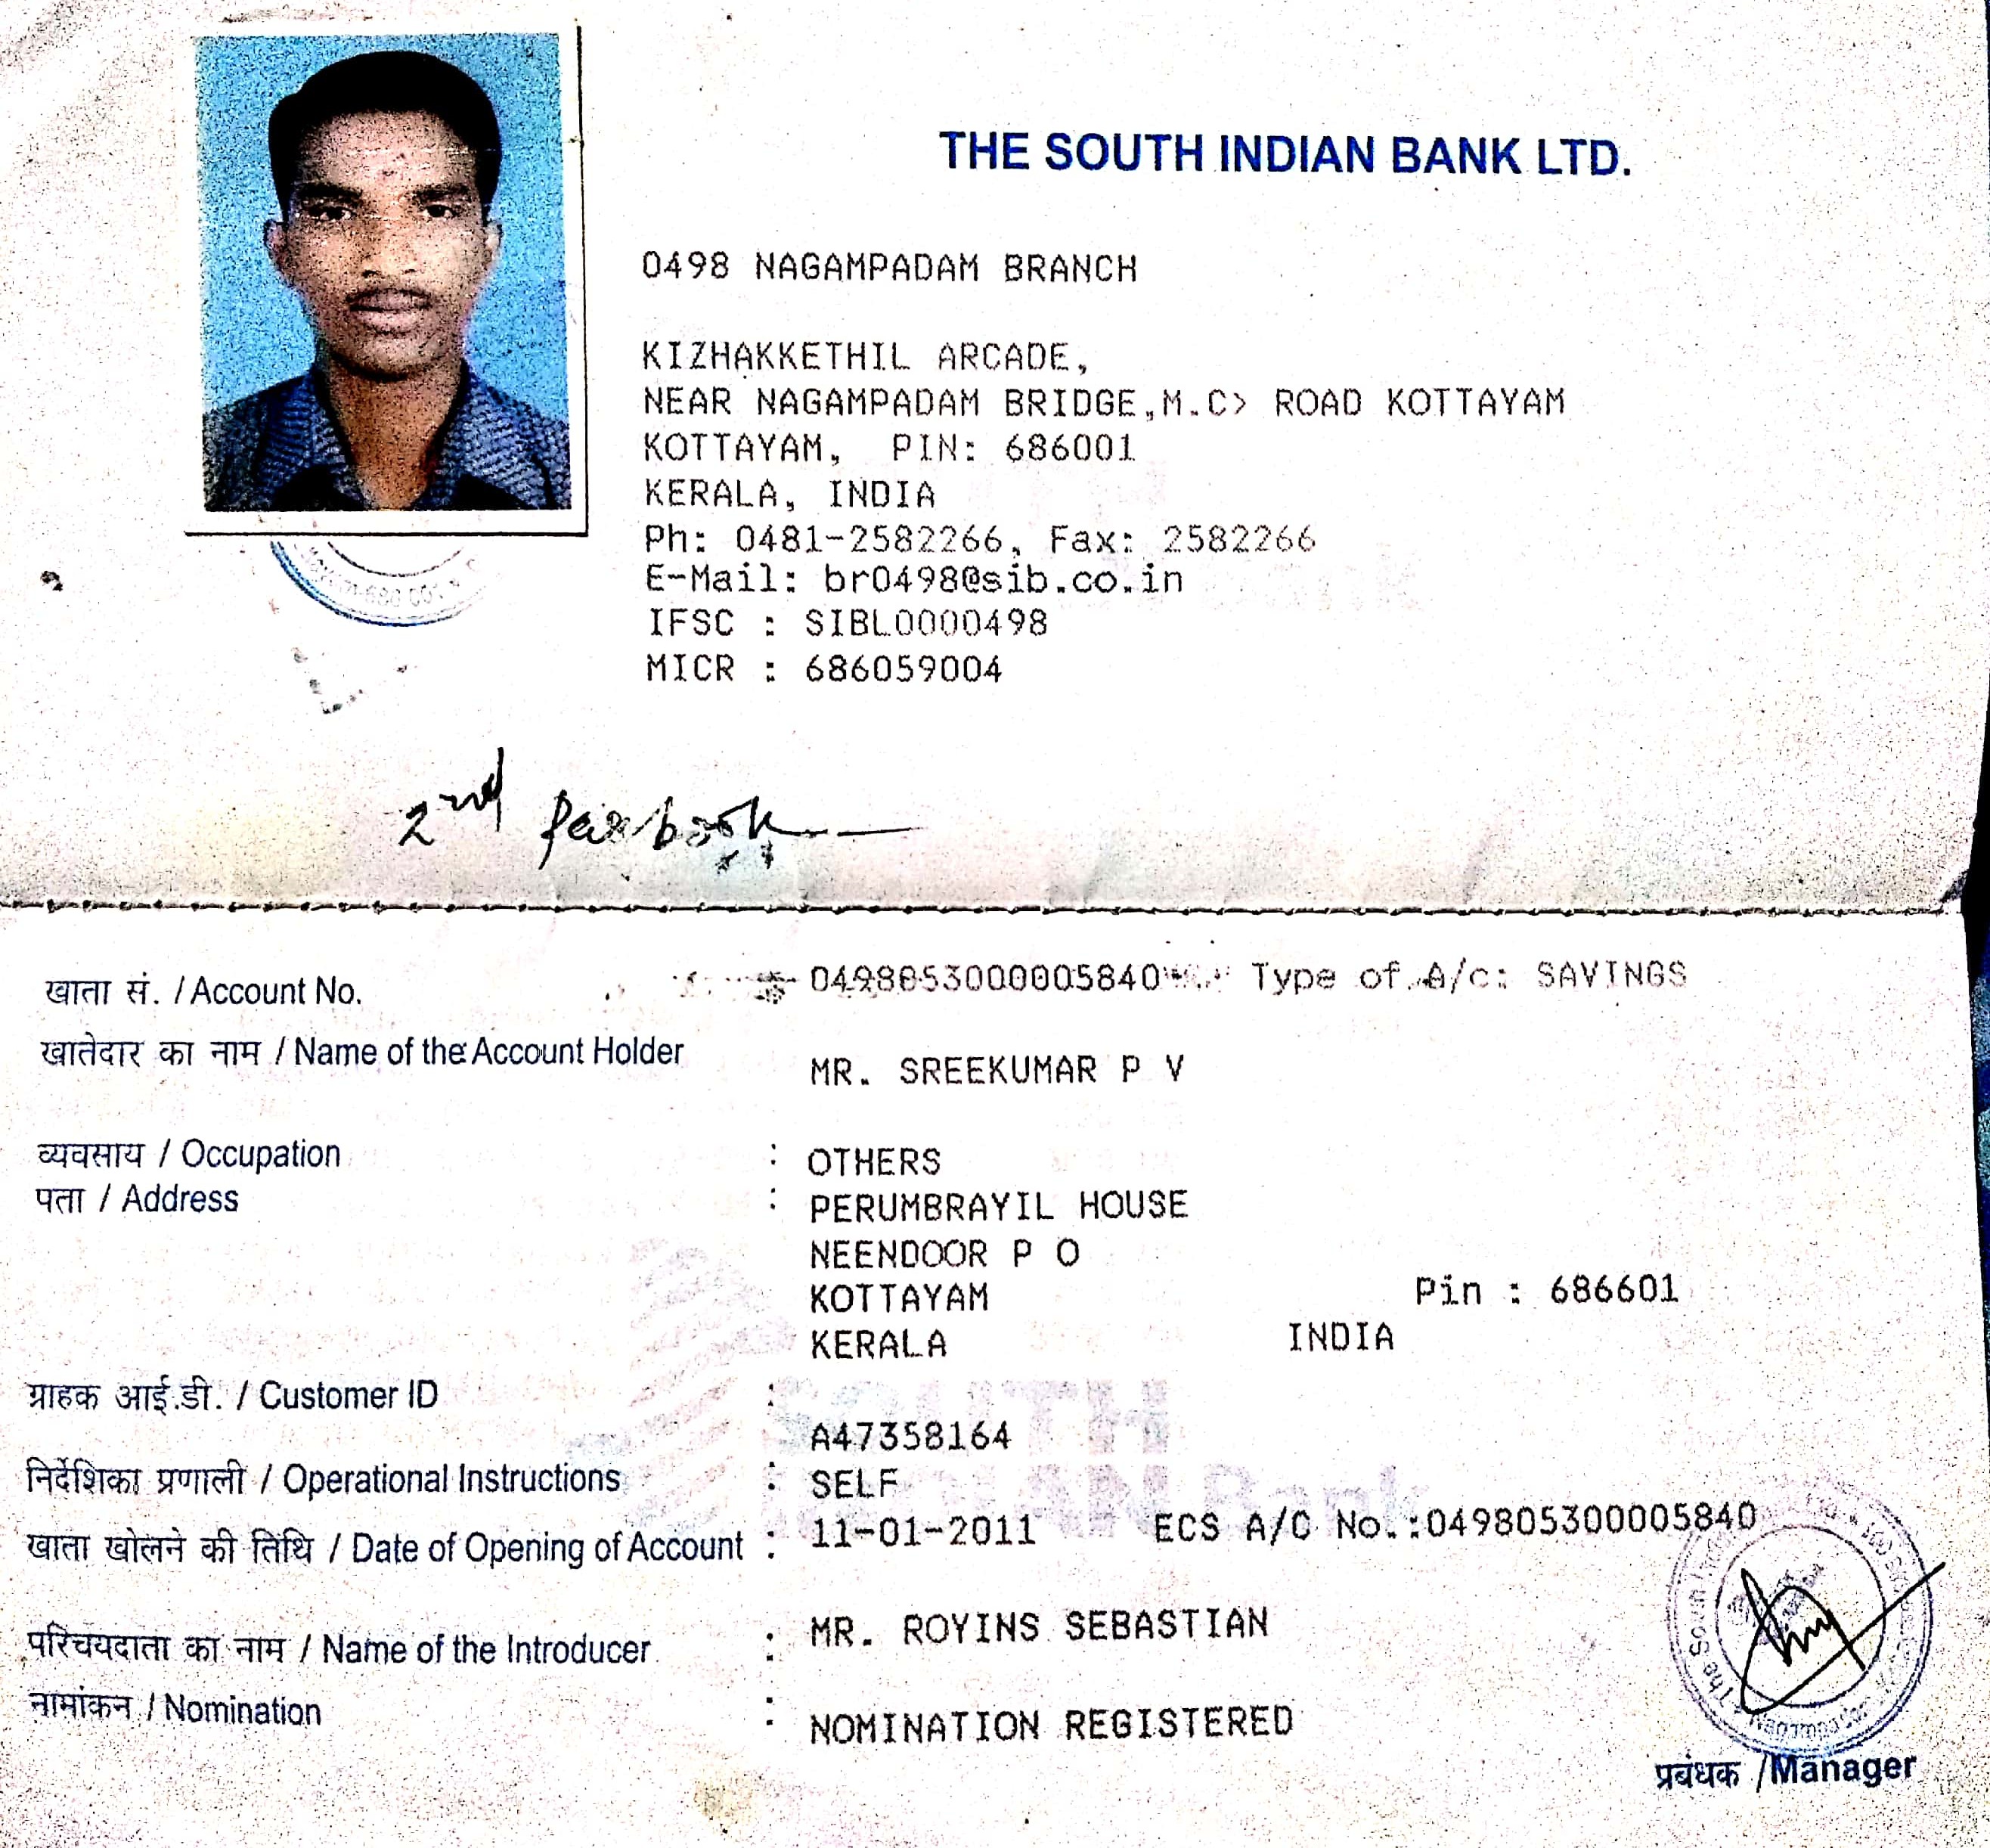 THE SOUTH INDIAN BANK LTD.
0498 NAGAMPADAM BRANCH
KIZHAKKETHIL ARCADE,
NEAR NAGAMPADAM BRIDGE,M.C> ROAD KOTTAYAM
KOTTAYAM, PIN: 686001
KERALA, INDIA
Ph: 0481-2582266, Fax: 2582266
E-Mail: br0498@sib.co.in
IFSC : SIBL0000498
MICR : 686059004
2nd Passbook
खाता सं. / Account No. 0498053000005840 Type of A/c: SAVINGS
खातेदार का नाम / Name of the Account Holder MR. SREEKUMAR P V
व्यवसाय / Occupation : OTHERS
पता / Address : PERUMBRAYIL HOUSE
NEENDOOR P O
KOTTAYAM Pin : 686601
KERALA INDIA
ग्राहक आई.डी. / Customer ID :
A47358164
निर्देशिका प्रणाली / Operational Instructions : SELF
खाता खोलने की तिथि / Date of Opening of Account : 11-01-2011 ECS A/C No.:049805300005840
परिचयदाता का नाम / Name of the Introducer : MR. ROYINS SEBASTIAN
नामांकन / Nomination : NOMINATION REGISTERED
प्रबंधक / Manager